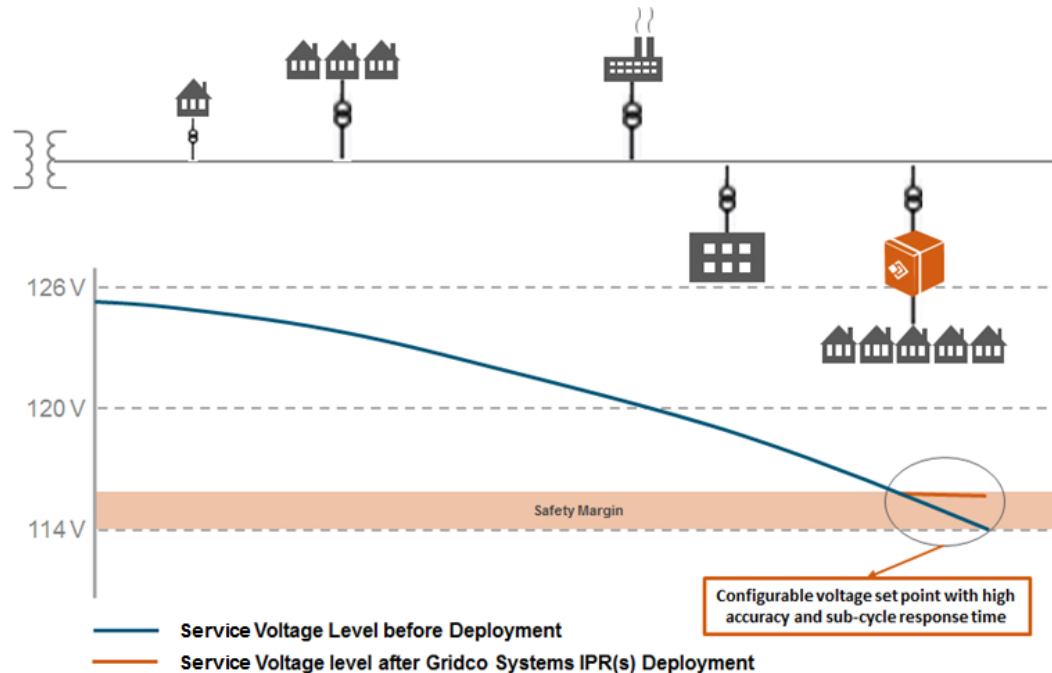 126 V
120 V
Safety Margin
114 V
Configurable voltage set point with high
accuracy and sub-cycle response time
Service Voltage Level before Deployment
Service Voltage level after Gridco Systems IPR(s) Deployment